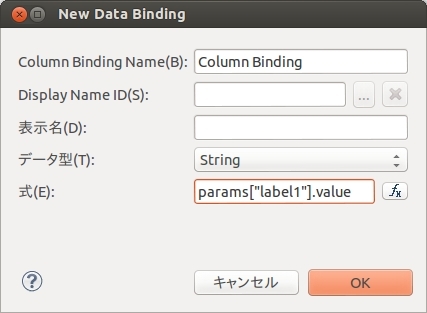 New Data Binding
Column Binding Name(B): Column Binding
Display Name ID(S): ...
表示名(D):
データ型(T): String
式(E): params["label1"].value fx
? キャンセル OK